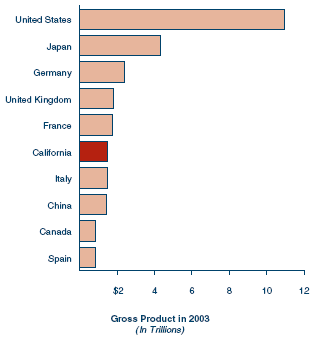 United States
Japan
Germany
United Kingdom
France
California
Italy
China
Canada
Spain
$2 4 6 8 10 12
Gross Product in 2003
(In Trillions)